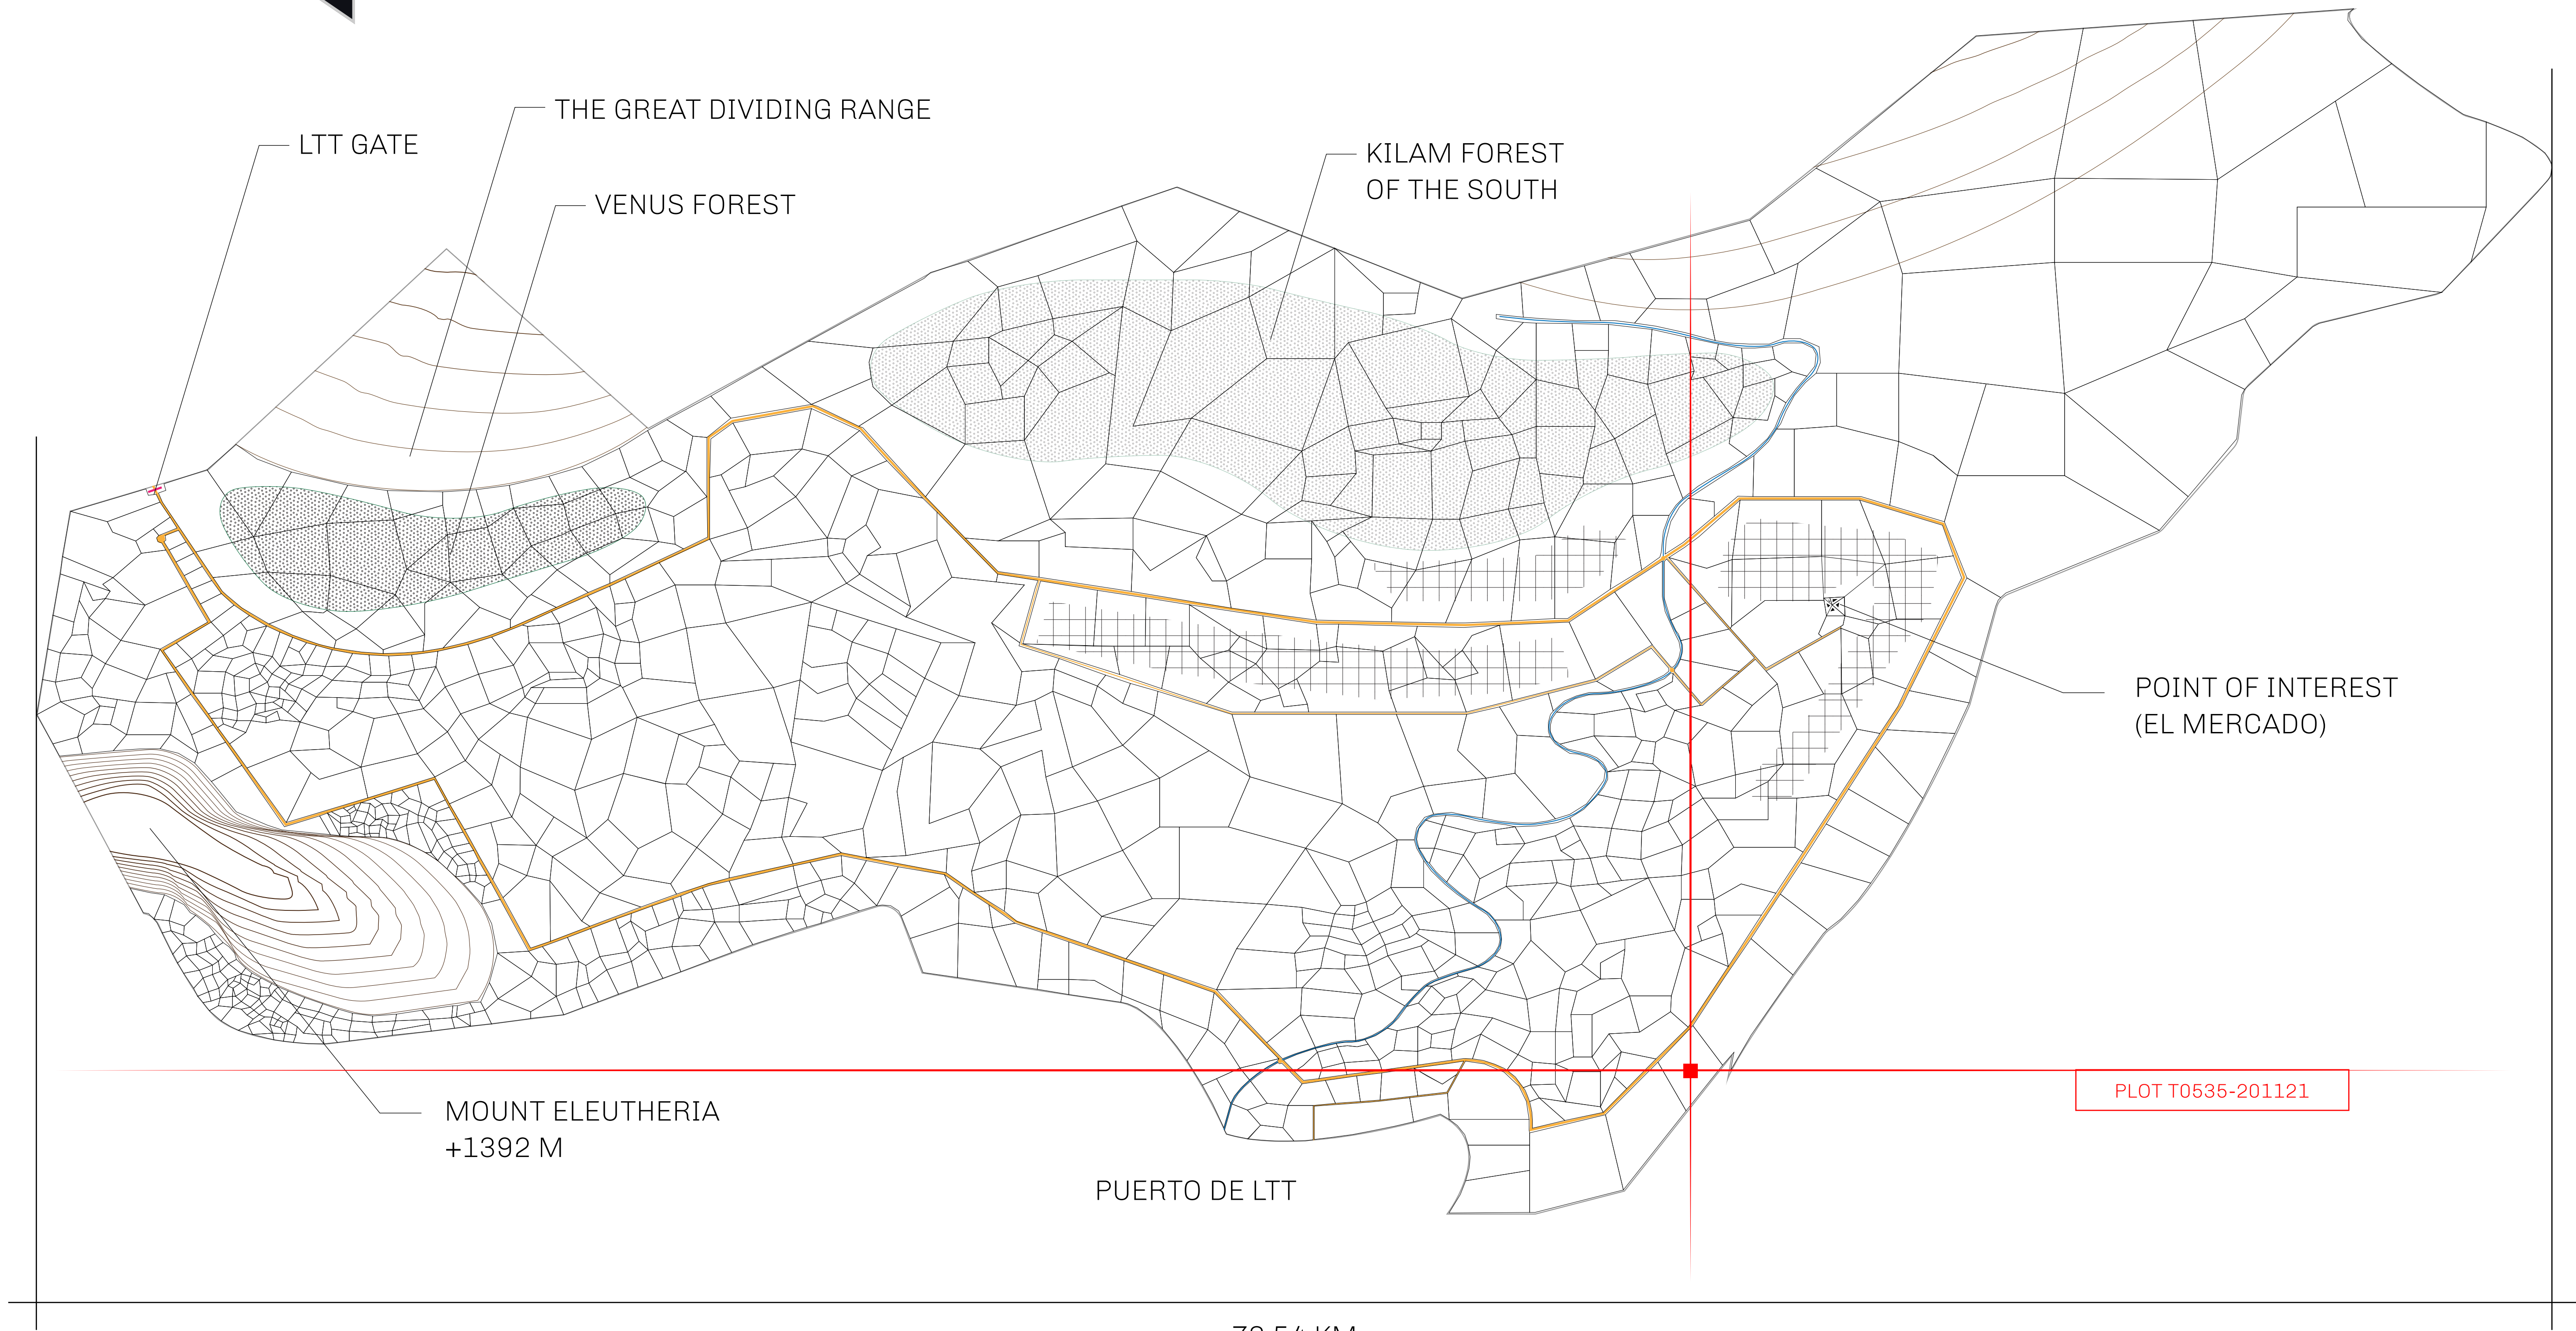 THE GREAT DIVIDING RANGE
LTT GATE
VENUS FOREST
KILAM FOREST
OF THE SOUTH
POINT OF INTEREST
(EL MERCADO)
PLOT T0535-201121
MOUNT ELEUTHERIA
+1392 M
PUERTO DE LTT
KM